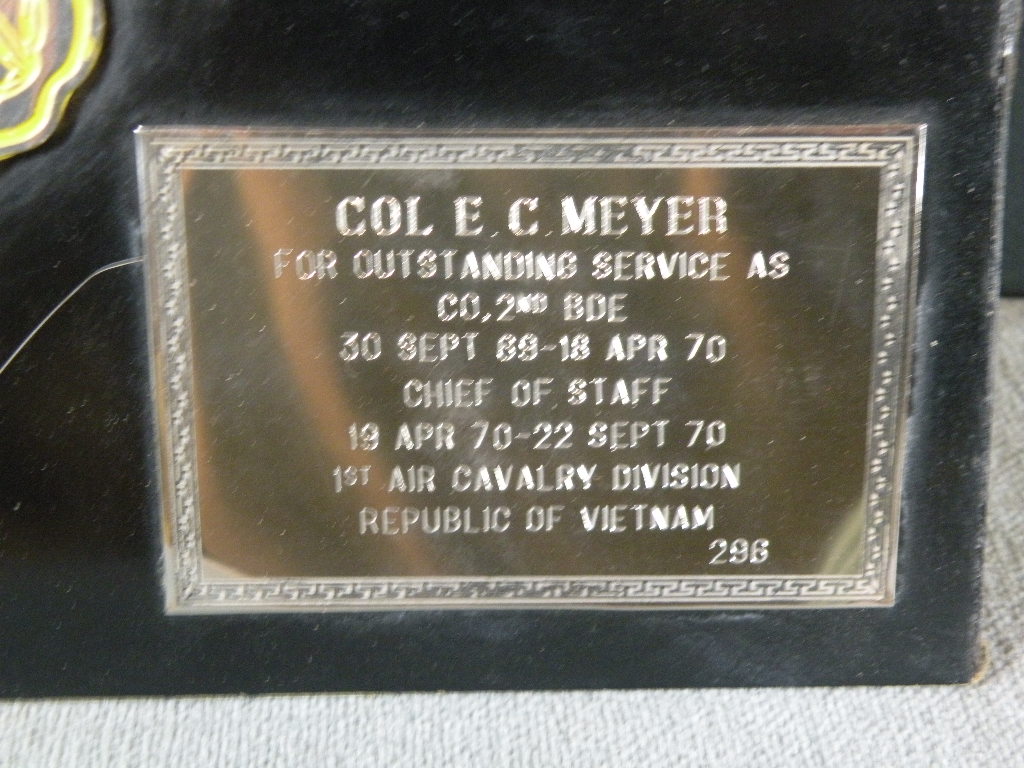 COL E. C. MEYER
FOR OUTSTANDING SERVICE AS
CO, 2ND BDE
30 SEPT 69-18 APR 70
CHIEF OF STAFF
19 APR 70-22 SEPT 70
1ST AIR CAVALRY DIVISION
REPUBLIC OF VIETNAM
296